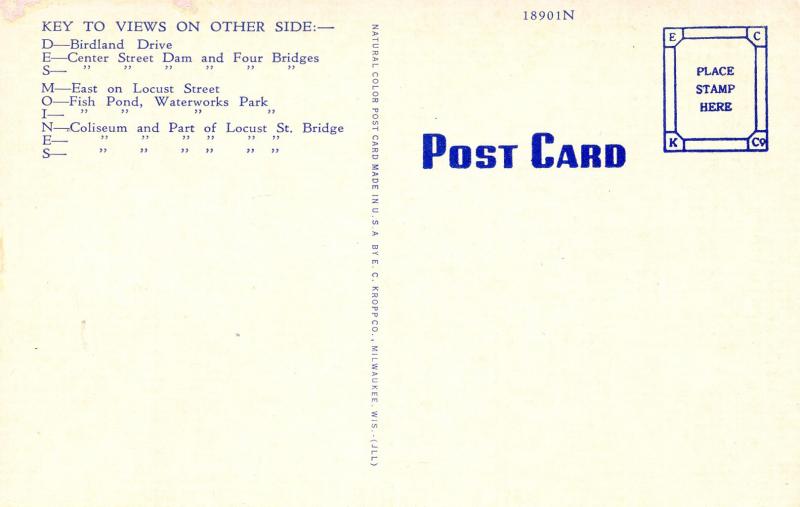 KEY TO VIEWS ON OTHER SIDE:—
D—Birdland Drive
E—Center Street Dam and Four Bridges
S— " " " " " "
M—East on Locust Street
O—Fish Pond, Waterworks Park
I— " " " "
N—Coliseum and Part of Locust St. Bridge
E— " " " " " "
S— " " " " " "
NATURAL COLOR POST CARD MADE IN U.S.A. BY E. C. KROPP CO., MILWAUKEE, WIS.-(JLL)
18901N
POST CARD
E C
PLACE
STAMP
HERE
K Co